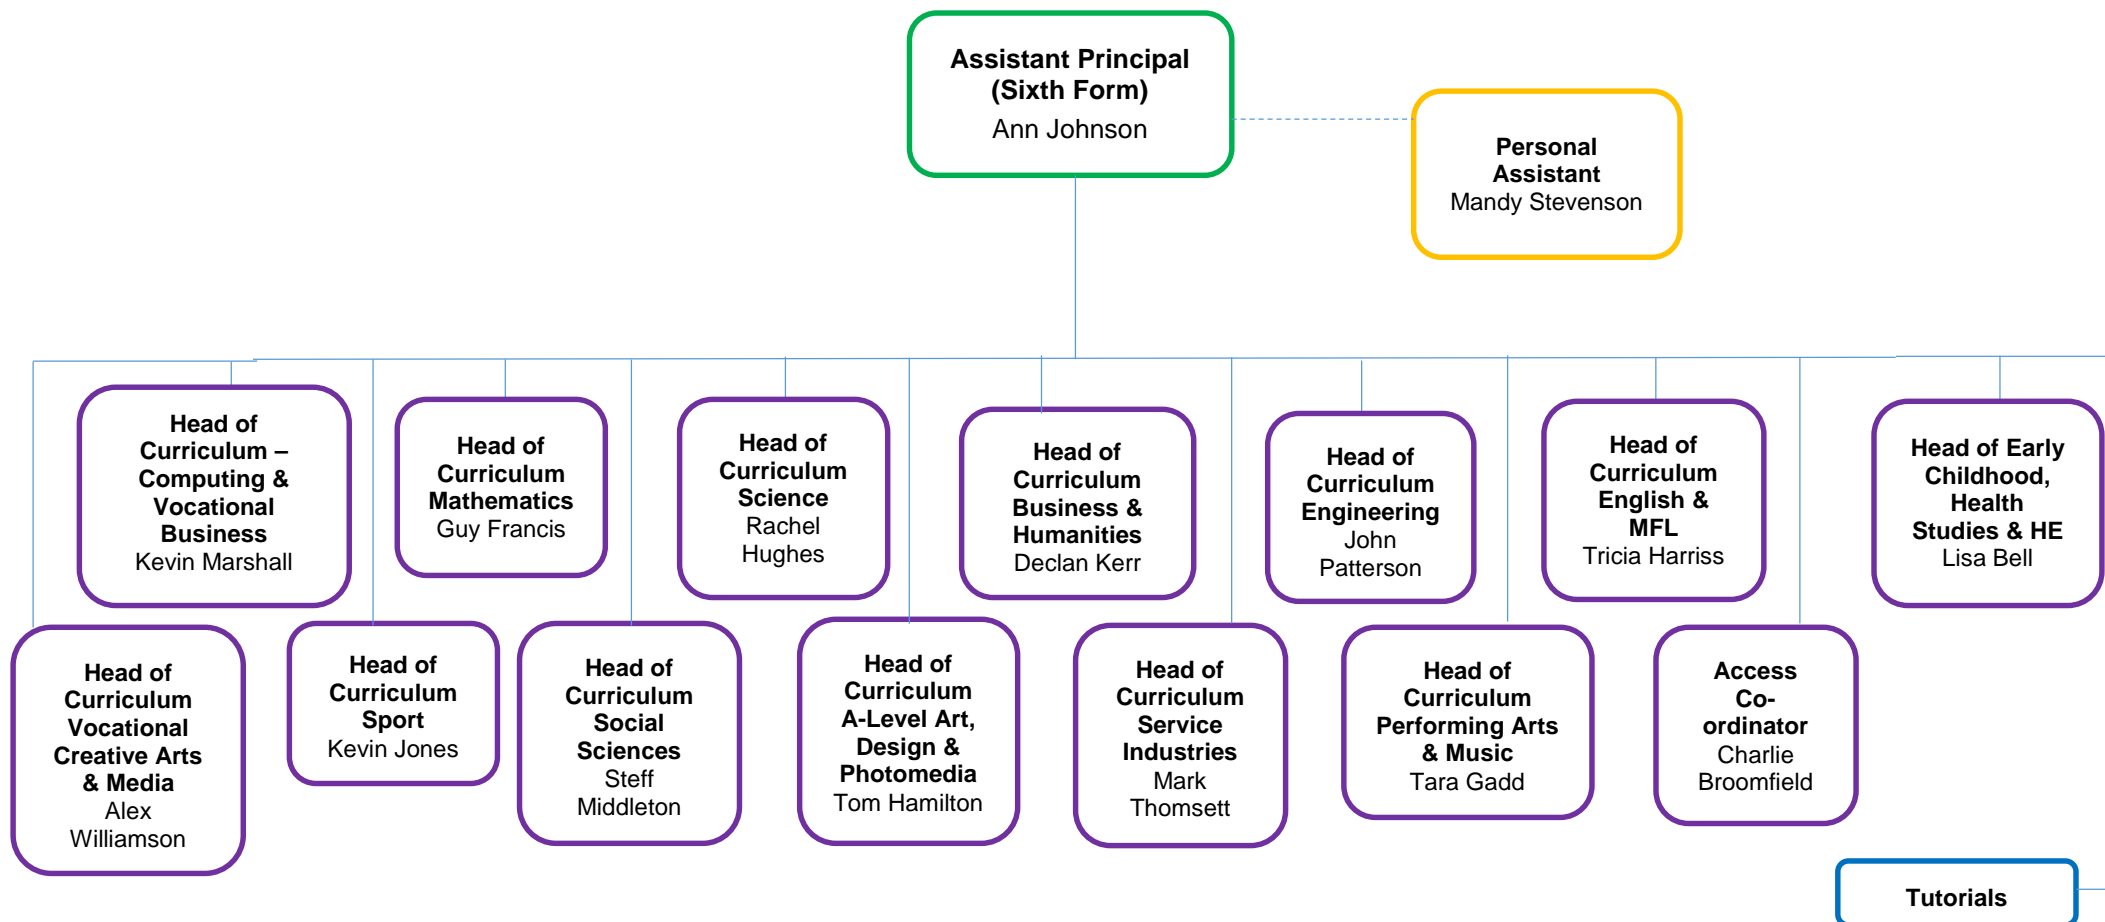 Assistant Principal
(Sixth Form)
Ann Johnson
Personal
Assistant
Mandy Stevenson
Head of
Curriculum –
Computing &
Vocational
Business
Kevin Marshall
Head of
Curriculum
Mathematics
Guy Francis
Head of
Curriculum
Science
Rachel
Hughes
Head of
Curriculum
Business &
Humanities
Declan Kerr
Head of
Curriculum
Engineering
John
Patterson
Head of
Curriculum
English &
MFL
Tricia Harriss
Head of Early
Childhood,
Health
Studies & HE
Lisa Bell
Head of
Curriculum
Vocational
Creative Arts
& Media
Alex
Williamson
Head of
Curriculum
Sport
Kevin Jones
Head of
Curriculum
Social
Sciences
Steff
Middleton
Head of
Curriculum
A-Level Art,
Design &
Photomedia
Tom Hamilton
Head of
Curriculum
Service
Industries
Mark
Thomsett
Head of
Curriculum
Performing Arts
& Music
Tara Gadd
Access
Co-
ordinator
Charlie
Broomfield
Tutorials